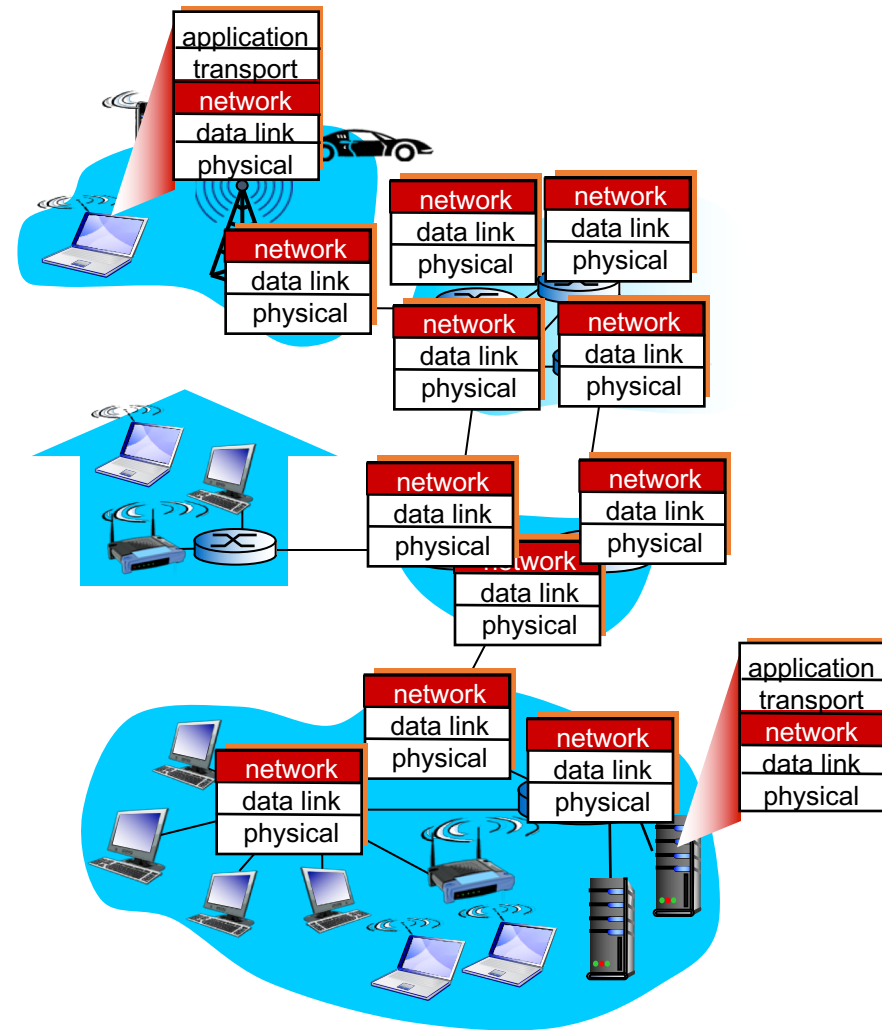 application
transport
network
data link
physical
network
data link
physical
network
data link
physical
network
data link
physical
network
data link
physical
network
data link
physical
network
data link
physical
network
data link
physical
network
data link
physical
network
data link
physical
network
data link
physical
network
data link
physical
application
transport
network
data link
physical